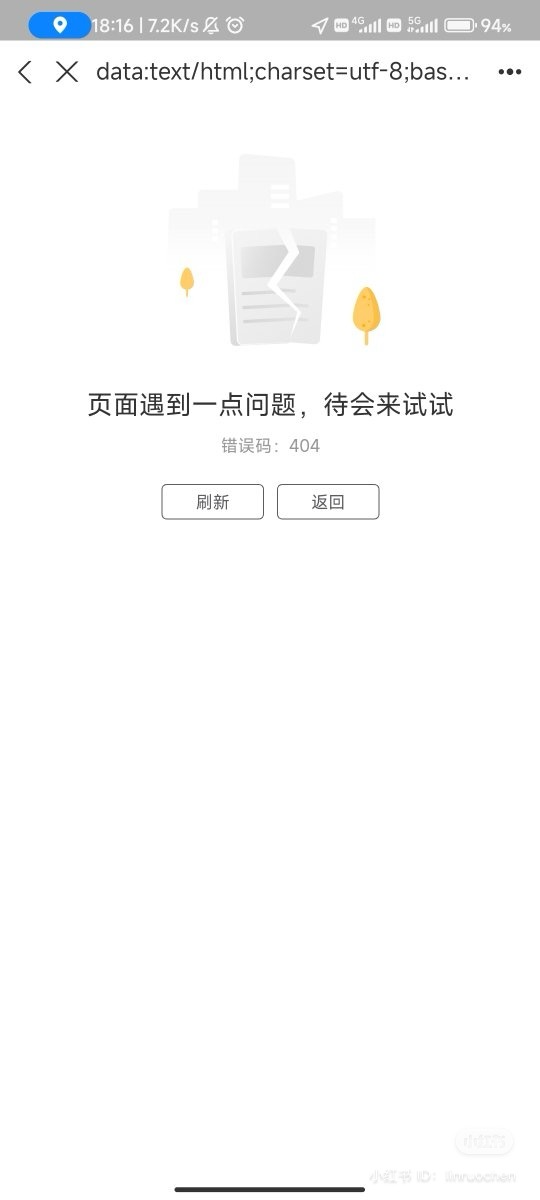 18:16 | 7.2K/s HD 4G HD 5G 94%
data:text/html;charset=utf-8;bas...
页面遇到一点问题，待会来试试
错误码：404
刷新 返回
小红书
小红书 ID：linruochen